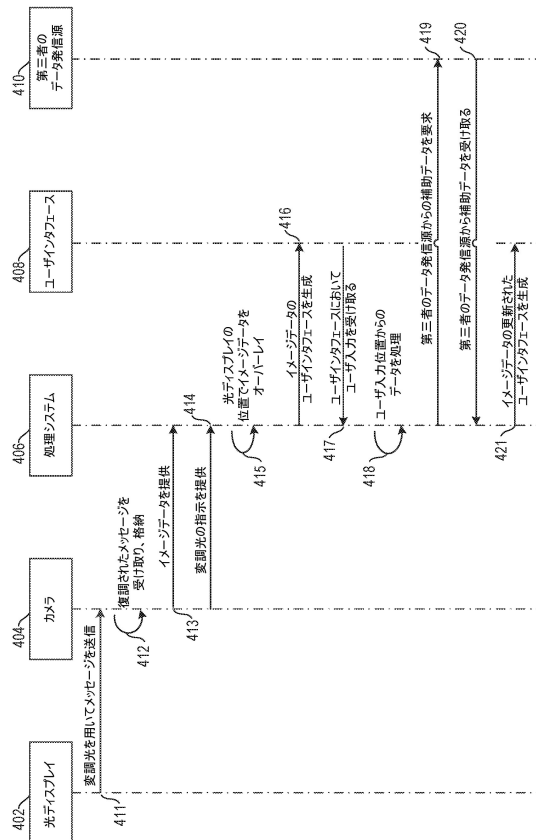 402
光ディスプレイ
404
カメラ
406
処理システム
408
ユーザインタフェース
410
第三者の
データ発信源
変調光を用いてメッセージを送信
411
復調されたメッセージを
受け取り、格納
412
イメージデータを提供
413
変調光の指示を提供
414
光ディスプレイの
位置でイメージデータを
オーバーレイ
415
イメージデータの
ユーザインタフェースを生成
416
ユーザインタフェースにおいて
ユーザ入力を受け取る
417
ユーザ入力位置からの
データを処理
418
第三者のデータ発信源からの補助データを要求
419
第三者のデータ発信源から補助データを受け取る
420
イメージデータの更新された
ユーザインタフェースを生成
421